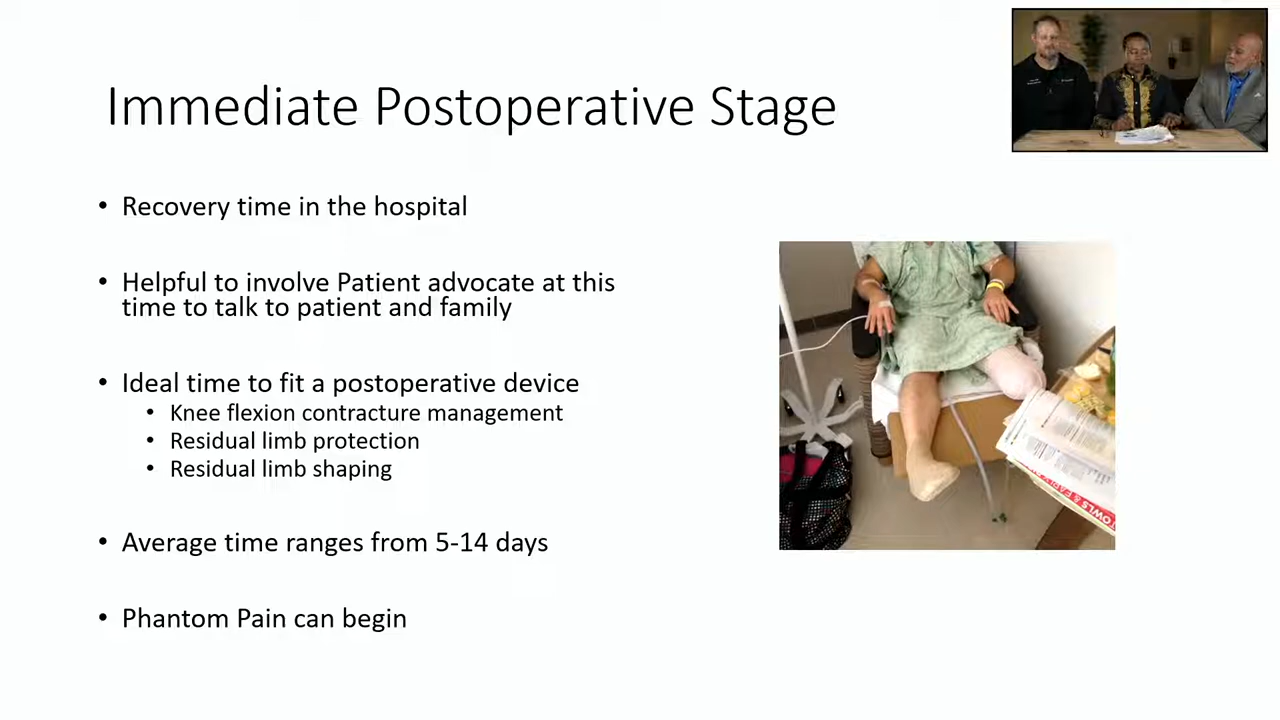 Immediate Postoperative Stage
• Recovery time in the hospital
• Helpful to involve Patient advocate at this
time to talk to patient and family
• Ideal time to fit a postoperative device
• Knee flexion contracture management
• Residual limb protection
• Residual limb shaping
• Average time ranges from 5-14 days
• Phantom Pain can begin